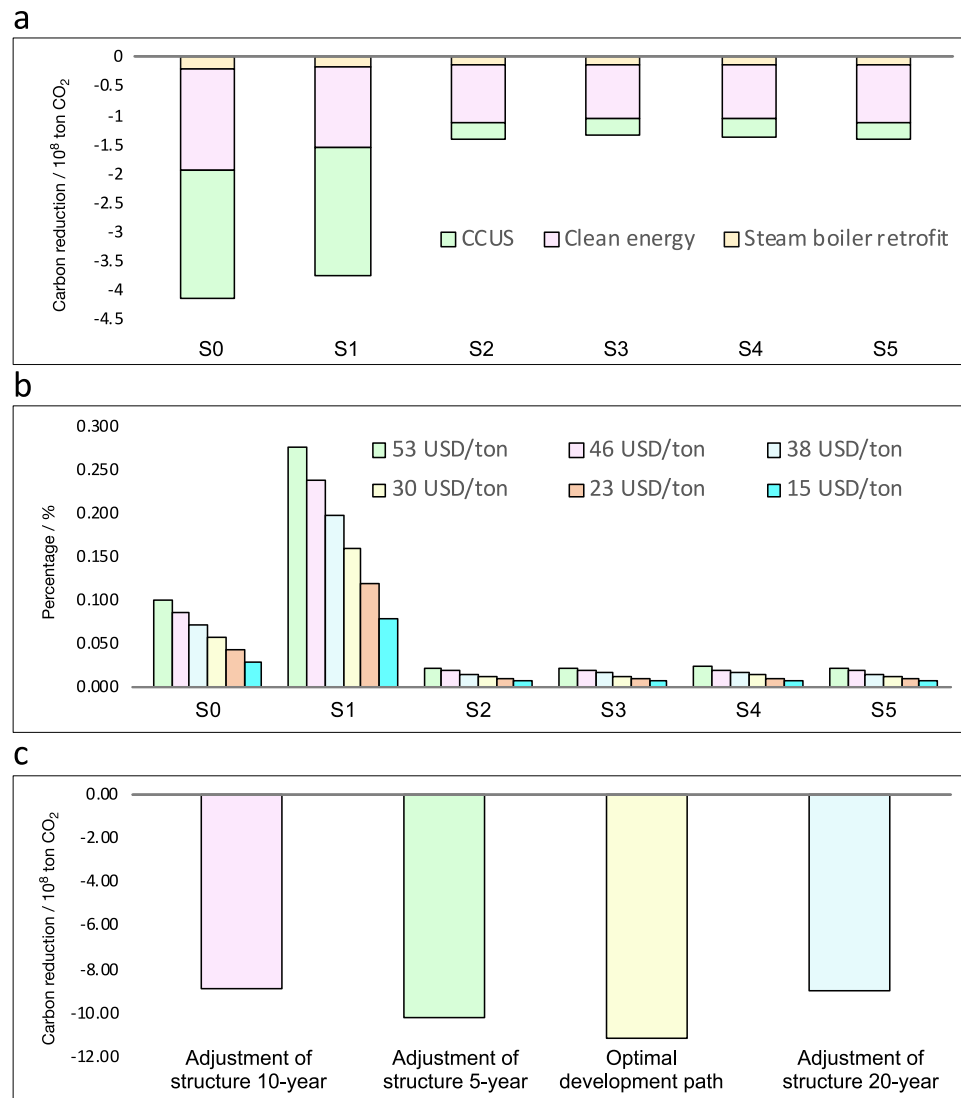 a
0
-0.5
-1
-1.5
-2
-2.5
-3
-3.5
-4
-4.5
Carbon reduction / 10⁸ ton CO₂
CCUS Clean energy Steam boiler retrofit
S0 S1 S2 S3 S4 S5
b
0.300
0.250
0.200
0.150
0.100
0.050
0.000
Percentage / %
53 USD/ton 46 USD/ton 38 USD/ton
30 USD/ton 23 USD/ton 15 USD/ton
S0 S1 S2 S3 S4 S5
c
0.00
-2.00
-4.00
-6.00
-8.00
-10.00
-12.00
Carbon reduction / 10⁸ ton CO₂
Adjustment of structure 10-year
Adjustment of structure 5-year
Optimal development path
Adjustment of structure 20-year